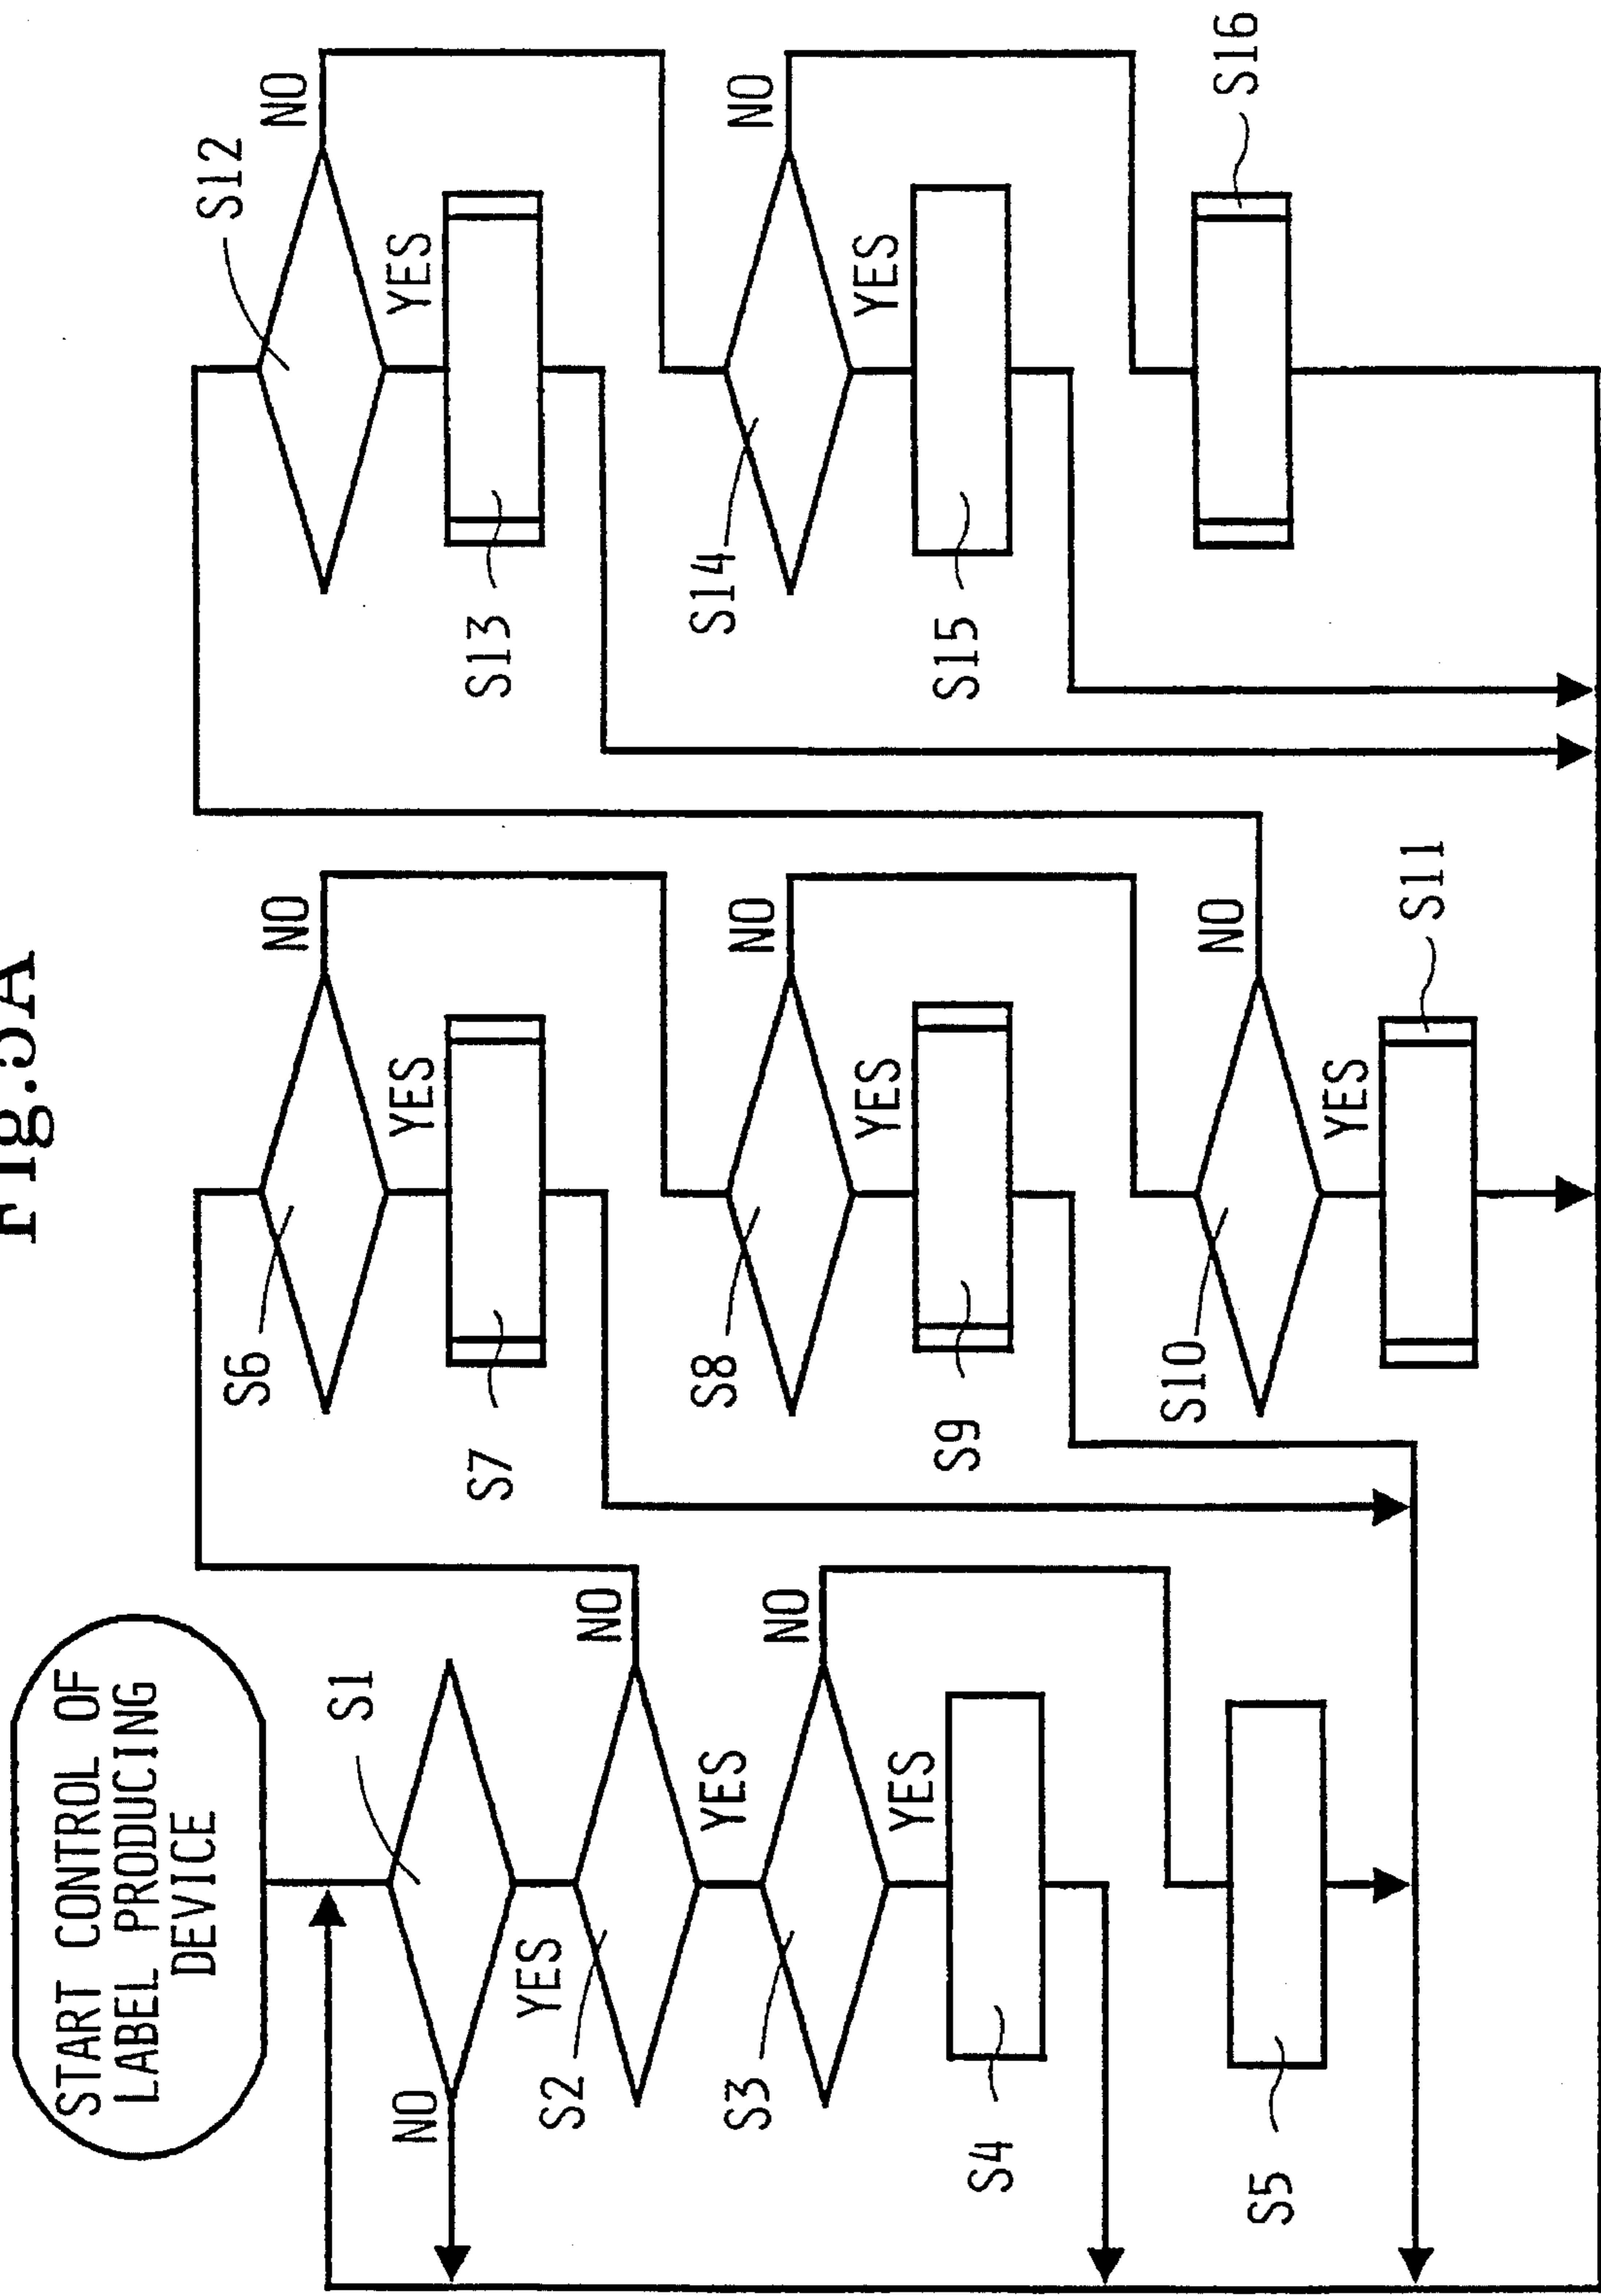 Fig.5A
START CONTROL OF
LABEL PRODUCING
DEVICE
S1
NO
YES
S2
NO
YES
S3
NO
YES
S4
S5
S6
NO
YES
S7
S8
NO
YES
S9
S10
NO
YES
S11
S12
NO
YES
S13
S14
NO
YES
S15
S16